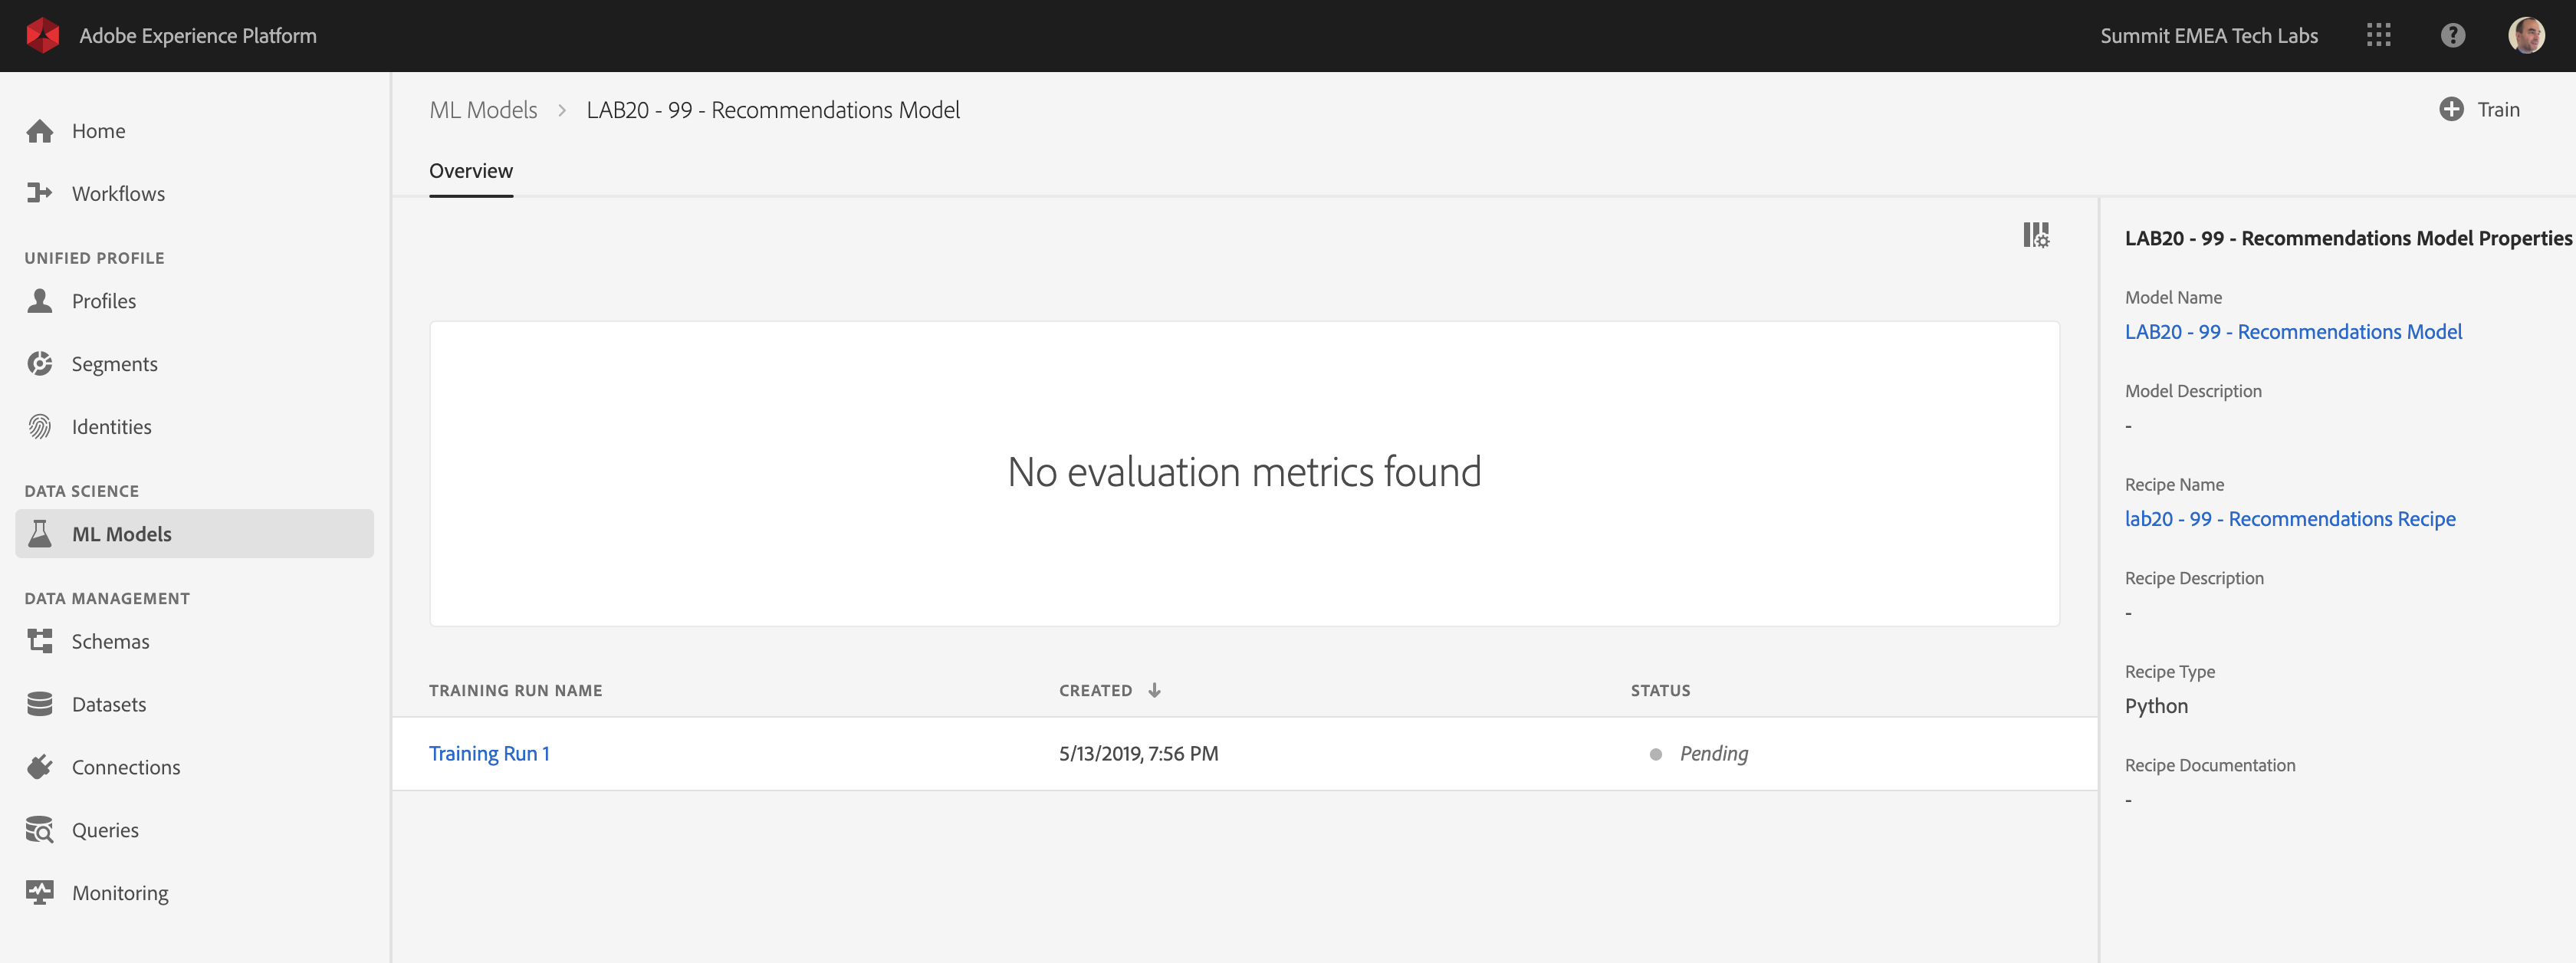 Adobe Experience Platform
Summit EMEA Tech Labs
Home
Workflows
UNIFIED PROFILE
Profiles
Segments
Identities
DATA SCIENCE
ML Models
DATA MANAGEMENT
Schemas
Datasets
Connections
Queries
Monitoring
ML Models > LAB20 - 99 - Recommendations Model
Train
Overview
No evaluation metrics found
TRAINING RUN NAME CREATED ↓ STATUS
Training Run 1 5/13/2019, 7:56 PM Pending
LAB20 - 99 - Recommendations Model Properties
Model Name
LAB20 - 99 - Recommendations Model
Model Description
-
Recipe Name
lab20 - 99 - Recommendations Recipe
Recipe Description
-
Recipe Type
Python
Recipe Documentation
-